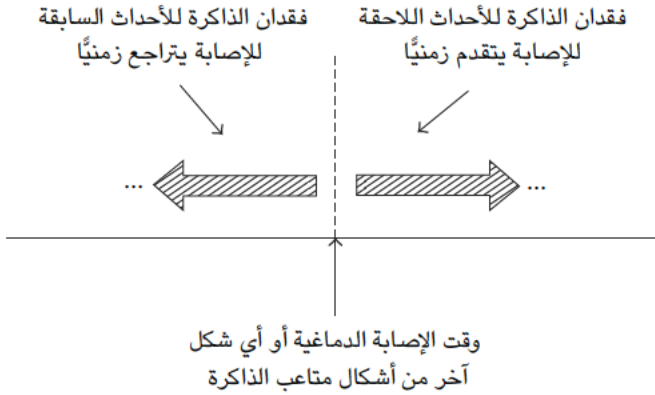 فقدان الذاكرة للأحداث اللاحقة
للإصابة يتقدم زمنيًّا
فقدان الذاكرة للأحداث السابقة
للإصابة يتراجع زمنيًّا
...
...
وقت الإصابة الدماغية أو أي شكل
آخر من أشكال متاعب الذاكرة